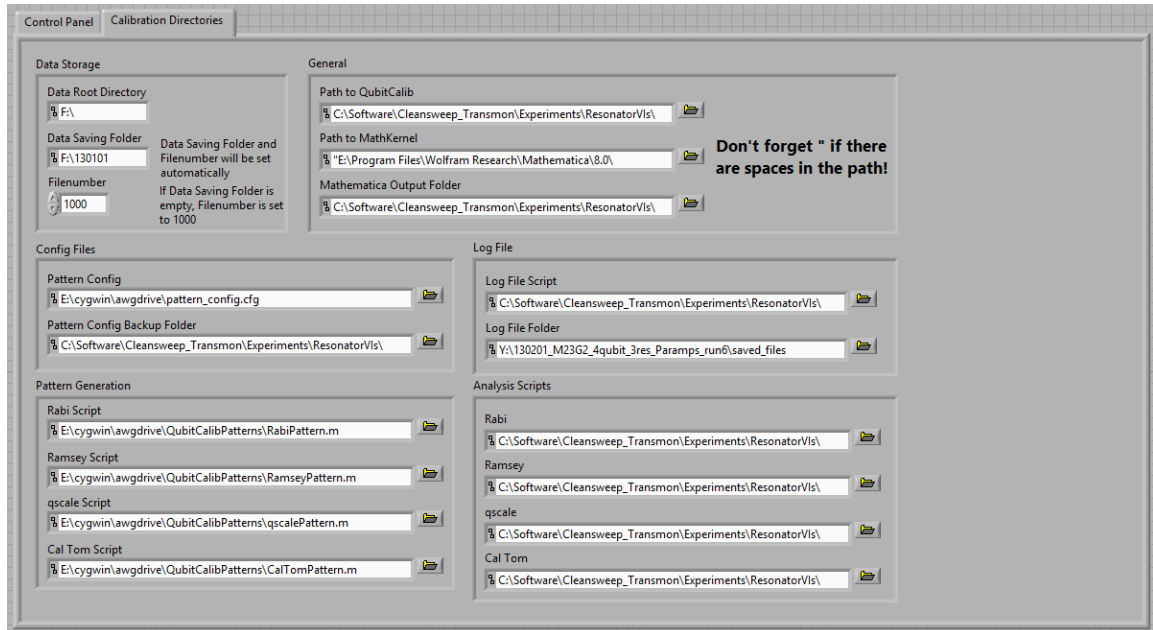 Control Panel
Calibration Directories
Data Storage
Data Root Directory
F:\
Data Saving Folder
F:\130101
Filenumber
1000
Data Saving Folder and
Filenumber will be set
automatically
If Data Saving Folder is
empty, Filenumber is set
to 1000
General
Path to QubitCalib
C:\Software\Cleansweep_Transmon\Experiments\ResonatorVIs\
Path to MathKernel
"E:\Program Files\Wolfram Research\Mathematica\8.0\
Mathematica Output Folder
C:\Software\Cleansweep_Transmon\Experiments\ResonatorVIs\
Don't forget " if there
are spaces in the path!
Config Files
Pattern Config
E:\cygwin\awgdrive\pattern_config.cfg
Pattern Config Backup Folder
C:\Software\Cleansweep_Transmon\Experiments\ResonatorVIs\
Log File
Log File Script
C:\Software\Cleansweep_Transmon\Experiments\ResonatorVIs\
Log File Folder
Y:\130201_M23G2_4qubit_3res_Paramps_run6\saved_files
Pattern Generation
Rabi Script
E:\cygwin\awgdrive\QubitCalibPatterns\RabiPattern.m
Ramsey Script
E:\cygwin\awgdrive\QubitCalibPatterns\RamseyPattern.m
qscale Script
E:\cygwin\awgdrive\QubitCalibPatterns\qscalePattern.m
Cal Tom Script
E:\cygwin\awgdrive\QubitCalibPatterns\CalTomPattern.m
Analysis Scripts
Rabi
C:\Software\Cleansweep_Transmon\Experiments\ResonatorVIs\
Ramsey
C:\Software\Cleansweep_Transmon\Experiments\ResonatorVIs\
qscale
C:\Software\Cleansweep_Transmon\Experiments\ResonatorVIs\
Cal Tom
C:\Software\Cleansweep_Transmon\Experiments\ResonatorVIs\